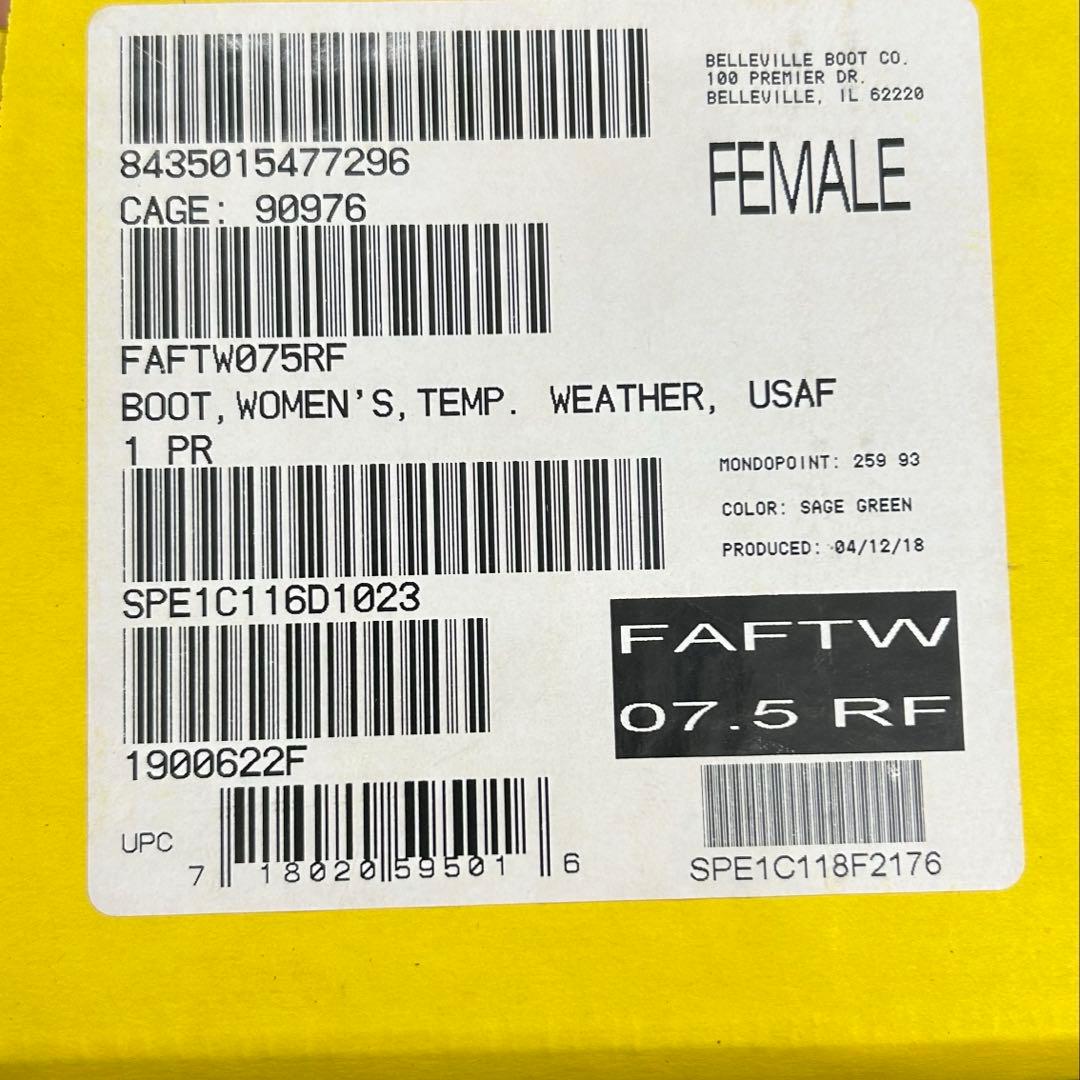 8435015477296
CAGE: 90976
FAFTW075RF
BOOT, WOMEN'S, TEMP. WEATHER, USAF
1 PR
SPE1C116D1023
1900622F
UPC
7 18020 59501 6
BELLEVILLE BOOT CO.
100 PREMIER DR.
BELLEVILLE, IL 62220
FEMALE
MONDOPOINT: 259 93
COLOR: SAGE GREEN
PRODUCED: 04/12/18
FAFTW
07.5 RF
SPE1C118F2176